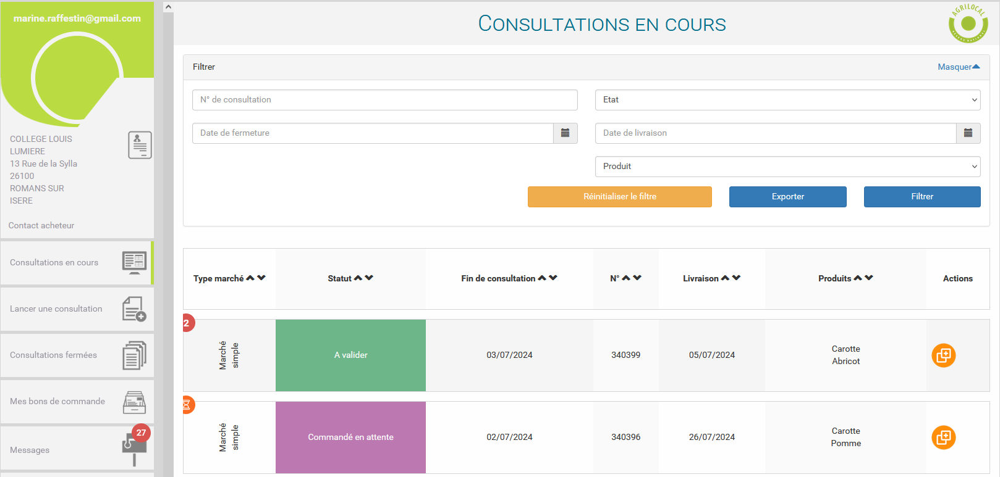 marine.raffestin@gmail.com
COLLEGE LOUIS
LUMIERE
13 Rue de la Sylla
26100
ROMANS SUR
ISERE
Contact acheteur
Consultations en cours
Lancer une consultation
Consultations fermées
Mes bons de commande
27
Messages
Consultations en cours
AGRILOCAL
Filtrer
Masquer
N° de consultation
Etat
Date de fermeture
Date de livraison
Produit
Réinitialiser le filtre
Exporter
Filtrer
Type marché
Statut
Fin de consultation
N°
Livraison
Produits
Actions
2
Marché
simple
A valider
03/07/2024
340399
05/07/2024
Carotte
Abricot
Marché
simple
Commandé en attente
02/07/2024
340396
26/07/2024
Carotte
Pomme